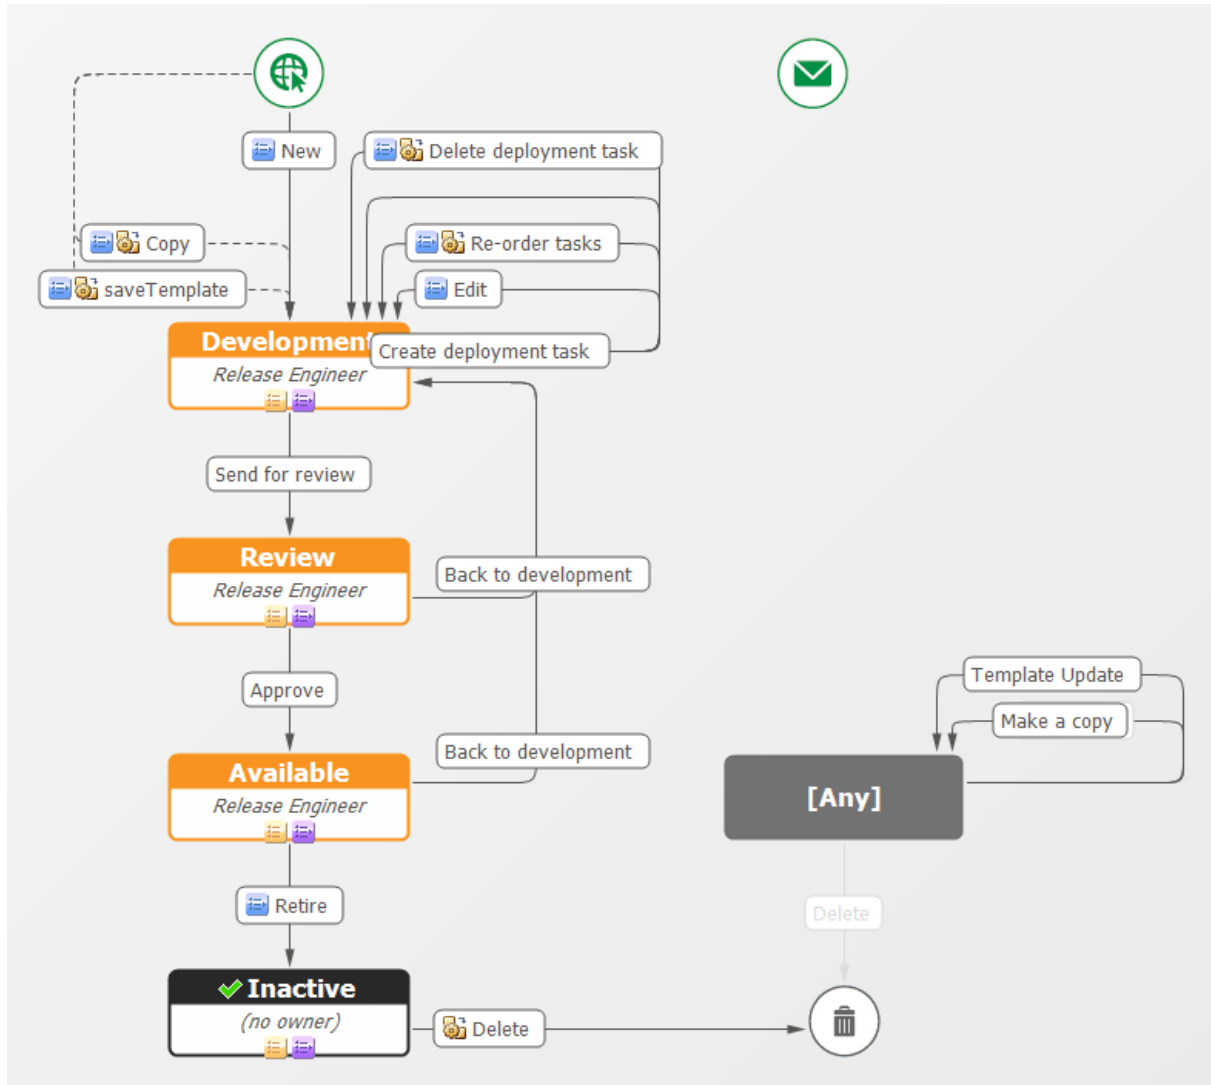 New
Delete deployment task
Copy
Re-order tasks
saveTemplate
Edit
Development
Create deployment task
Release Engineer
Send for review
Review
Release Engineer
Back to development
Approve
Template Update
Make a copy
Available
Release Engineer
Back to development
[Any]
Retire
Delete
Inactive
(no owner)
Delete